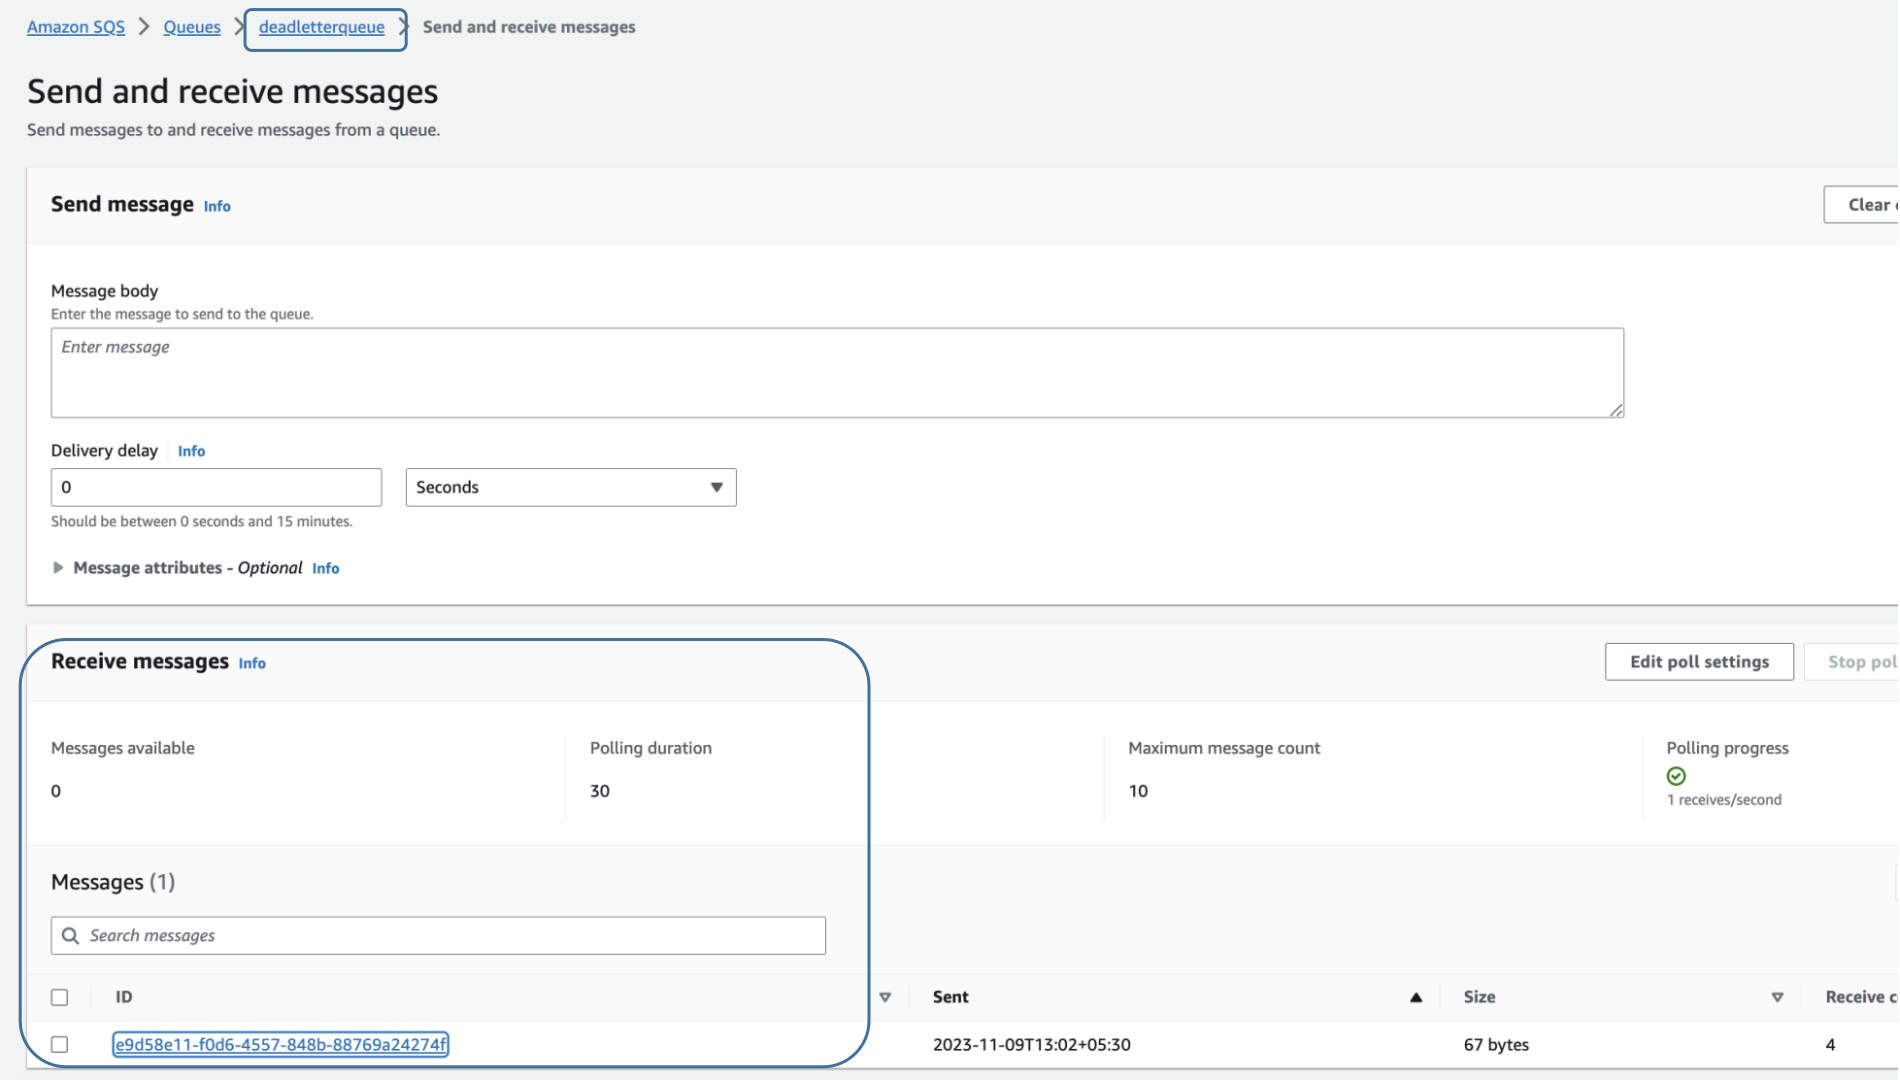 Amazon SQS > Queues > deadletterqueue > Send and receive messages
Send and receive messages
Send messages to and receive messages from a queue.
Send message Info
Clear
Message body
Enter the message to send to the queue.
Enter message
Delivery delay Info
0 Seconds
Should be between 0 seconds and 15 minutes.
Message attributes - Optional Info
Receive messages Info
Edit poll settings Stop pol
Messages available Polling duration Maximum message count Polling progress
0 30 10
1 receives/second
Messages (1)
Search messages
ID Sent Size Receive c
e9d58e11-f0d6-4557-848b-88769a24274f 2023-11-09T13:02+05:30 67 bytes 4